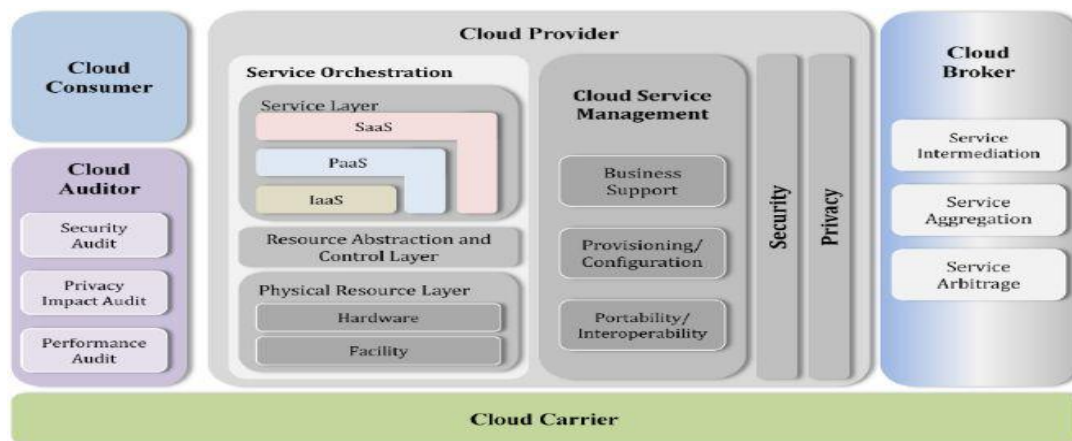 Cloud
Consumer
Cloud
Auditor
Security
Audit
Privacy
Impact Audit
Performance
Audit
Cloud Provider
Service Orchestration
Service Layer
SaaS
PaaS
IaaS
Resource Abstraction and
Control Layer
Physical Resource Layer
Hardware
Facility
Cloud Service
Management
Business
Support
Provisioning/
Configuration
Portability/
Interoperability
Security
Privacy
Cloud
Broker
Service
Intermediation
Service
Aggregation
Service
Arbitrage
Cloud Carrier